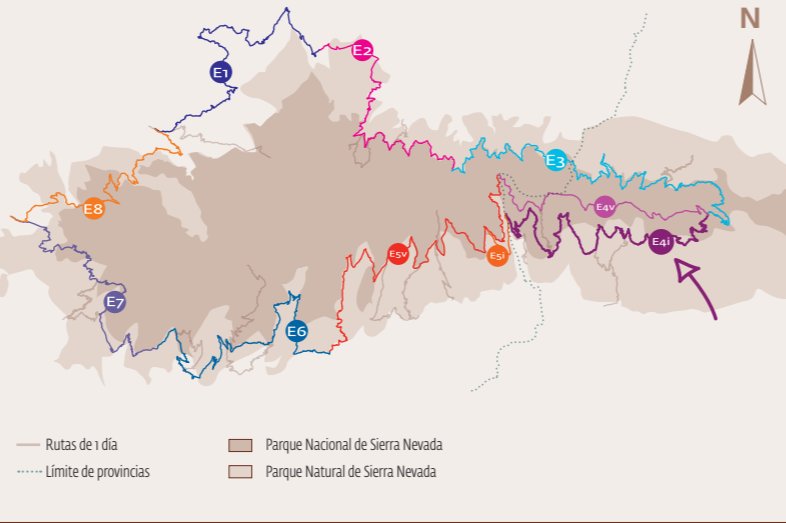 N
E1
E2
E3
E8
E4v
E4i
E5v
E5i
E7
E6
Rutas de 1 día
Parque Nacional de Sierra Nevada
Límite de provincias
Parque Natural de Sierra Nevada